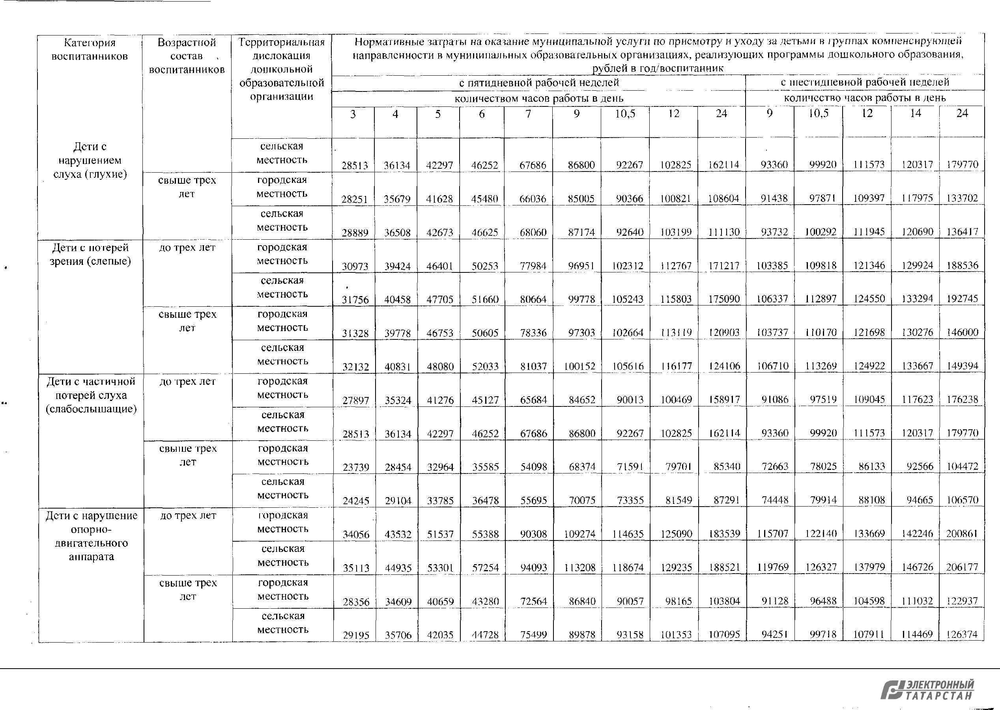 Категория воспитанников
Возрастной состав воспитанников
Территориальная дислокация дошкольной образовательной организации
Нормативные затраты на оказание муниципальной услуги по присмотру и уходу за детьми в группах компенсирующей
направленности в муниципальных образовательных организациях, реализующих программы дошкольного образования,
рублей в год/воспитанник
с пятидневной рабочей неделей с шестидневной рабочей неделей
количеством часов работы в день количество часов работы в день
3 4 5 6 7 9 10,5 12 24 9 10,5 12 14 24
Дети с нарушением слуха (глухие)
сельская местность 28513 36134 42297 46252 67686 86800 92267 102825 162114 93360 99920 111573 120317 179770
свыше трех лет городская местность 28251 35679 41628 45480 66036 85005 90366 100821 108604 91438 97871 109397 117975 133702
сельская местность 28889 36508 42673 46625 68060 87174 92640 103199 111130 93732 100292 111945 120690 136417
Дети с потерей зрения (слепые) до трех лет городская местность 30973 39424 46401 50253 77984 96951 102312 112767 171217 103385 109818 121346 129924 188536
сельская местность 31756 40458 47705 51660 80664 99778 105243 115803 175090 106337 112897 124550 133294 192745
свыше трех лет городская местность 31328 39778 46753 50605 78336 97303 102664 113119 120903 103737 110170 121698 130276 146000
сельская местность 32132 40831 48080 52033 81037 100152 105616 116177 124106 106710 113269 124922 133667 149394
Дети с частичной потерей слуха (слабослышащие) до трех лет городская местность 27897 35324 41276 45127 65684 84652 90013 100469 158917 91086 97519 109045 117623 176238
сельская местность 28513 36134 42297 46252 67686 86800 92267 102825 162114 93360 99920 111573 120317 179770
свыше трех лет городская местность 23739 28454 32964 35585 54098 68374 71591 79701 85340 72663 78025 86133 92566 104472
сельская местность 24245 29104 33785 36478 55695 70075 73355 81549 87291 74448 79914 88108 94665 106570
Дети с нарушение опорно-двигательного аппарата до трех лет городская местность 34056 43532 51537 55388 90308 109274 114635 125090 183539 115707 122140 133669 142246 200861
сельская местность 35113 44935 53301 57254 94093 113208 118674 129235 188521 119769 126327 137979 146726 206177
свыше трех лет городская местность 28356 34609 40659 43280 72564 86840 90057 98165 103804 91128 96488 104598 111032 122937
сельская местность 29195 35706 42035 44728 75499 89878 93158 101353 107095 94251 99718 107911 114469 126374
ЭЛЕКТРОННЫЙ
ТАТАРСТАН